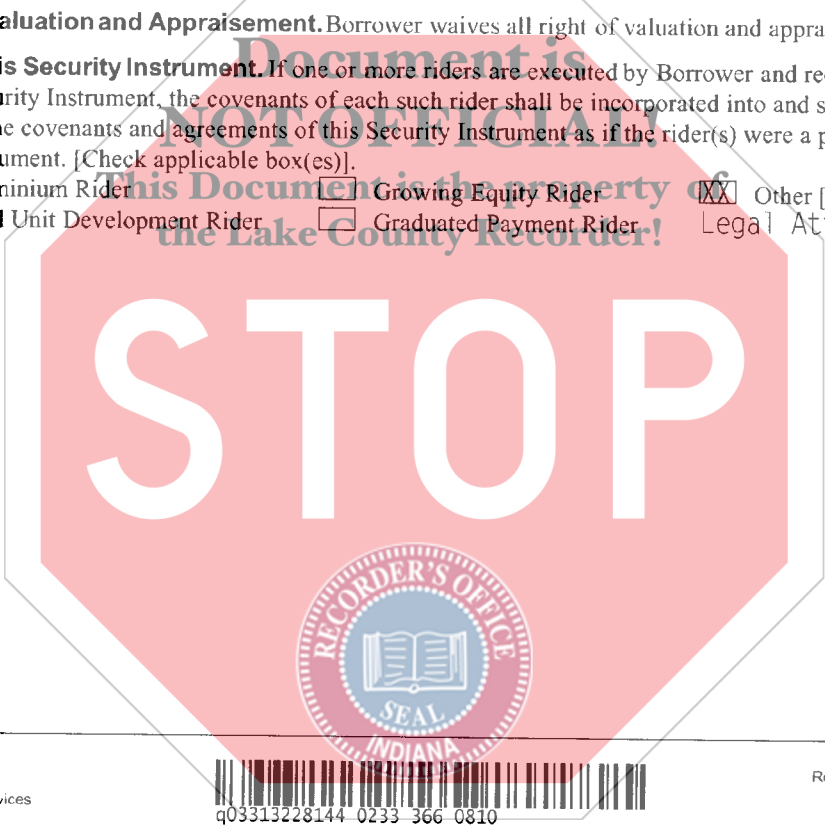 aluation and Appraisement. Borrower waives all right of valuation and appra
Document is
is Security Instrument. If one or more riders are executed by Borrower and re
rity Instrument, the covenants of each such rider shall be incorporated into and s
NOT OFFICIAL!
e covenants and agreements of this Security Instrument as if the rider(s) were a p
ument. [Check applicable box(es)].
This Document is the property of
minium Rider Growing Equity Rider XX Other [
the Lake County Recorder!
Unit Development Rider Graduated Payment Rider Legal At
STOP
RECORDER'S OFFICE
SEAL
INDIANA
vices
q03313228144 0233 366 0810